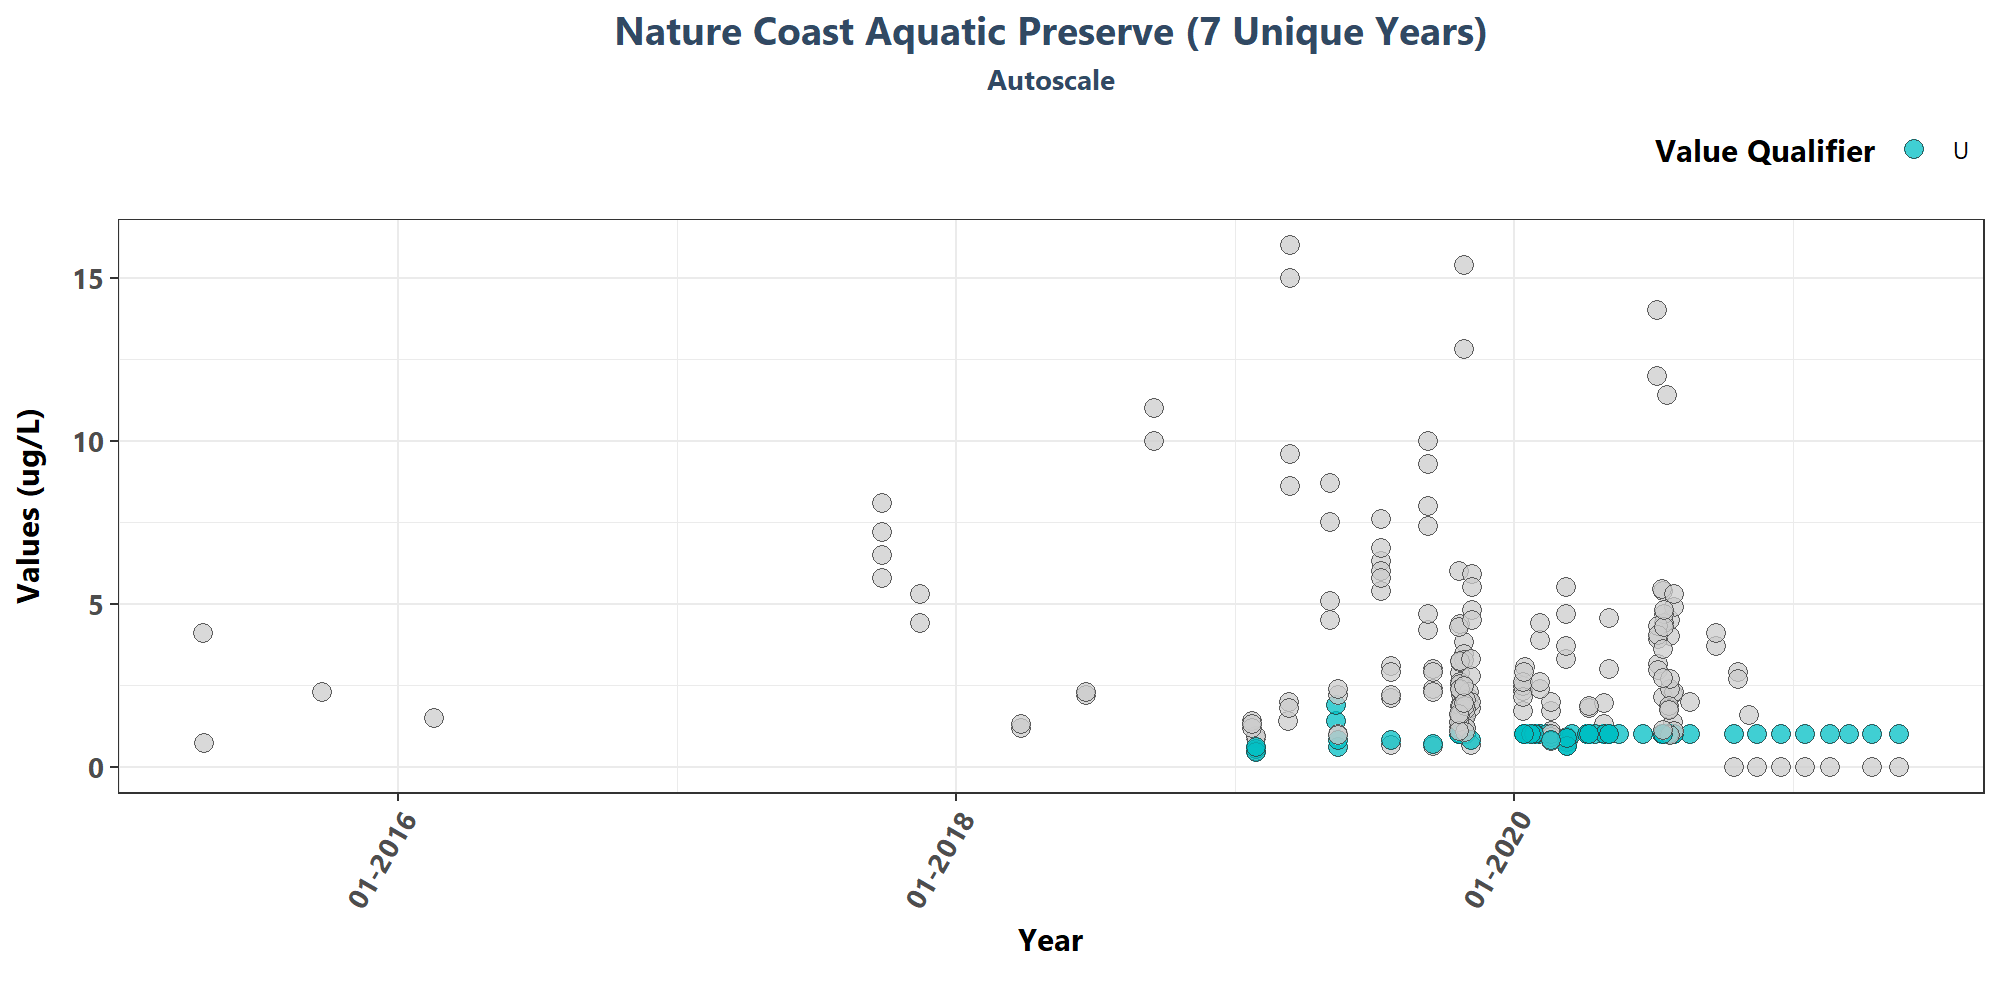 Nature Coast Aquatic Preserve (7 Unique Years)
Autoscale
Value Qualifier U
Values (ug/L)
15
10
5
0
01-2016
01-2018
01-2020
Year